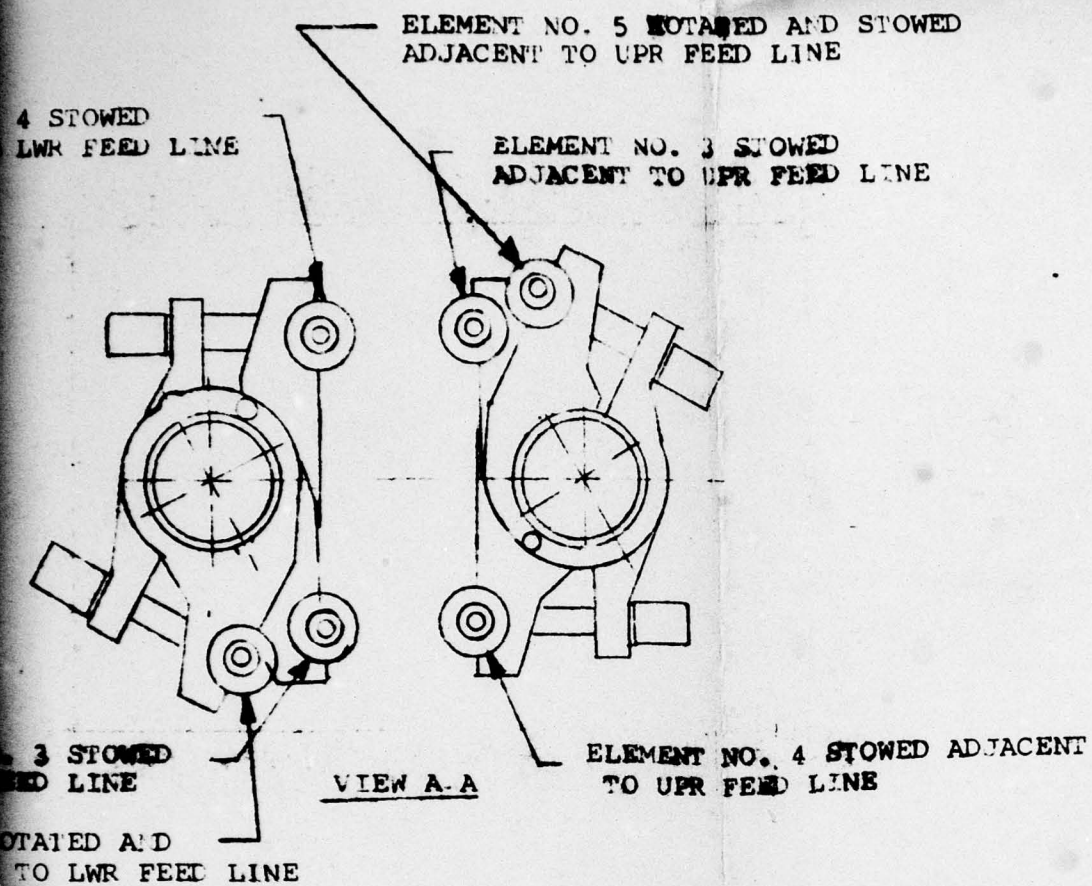 ELEMENT NO. 5 ROTATED AND STOWED
ADJACENT TO UPR FEED LINE
4 STOWED
LWR FEED LINE
ELEMENT NO. 3 STOWED
ADJACENT TO UPR FEED LINE
3 STOWED
LINE
VIEW A-A
ELEMENT NO. 4 STOWED ADJACENT
TO UPR FEED LINE
OTATED AND
TO LWR FEED LINE